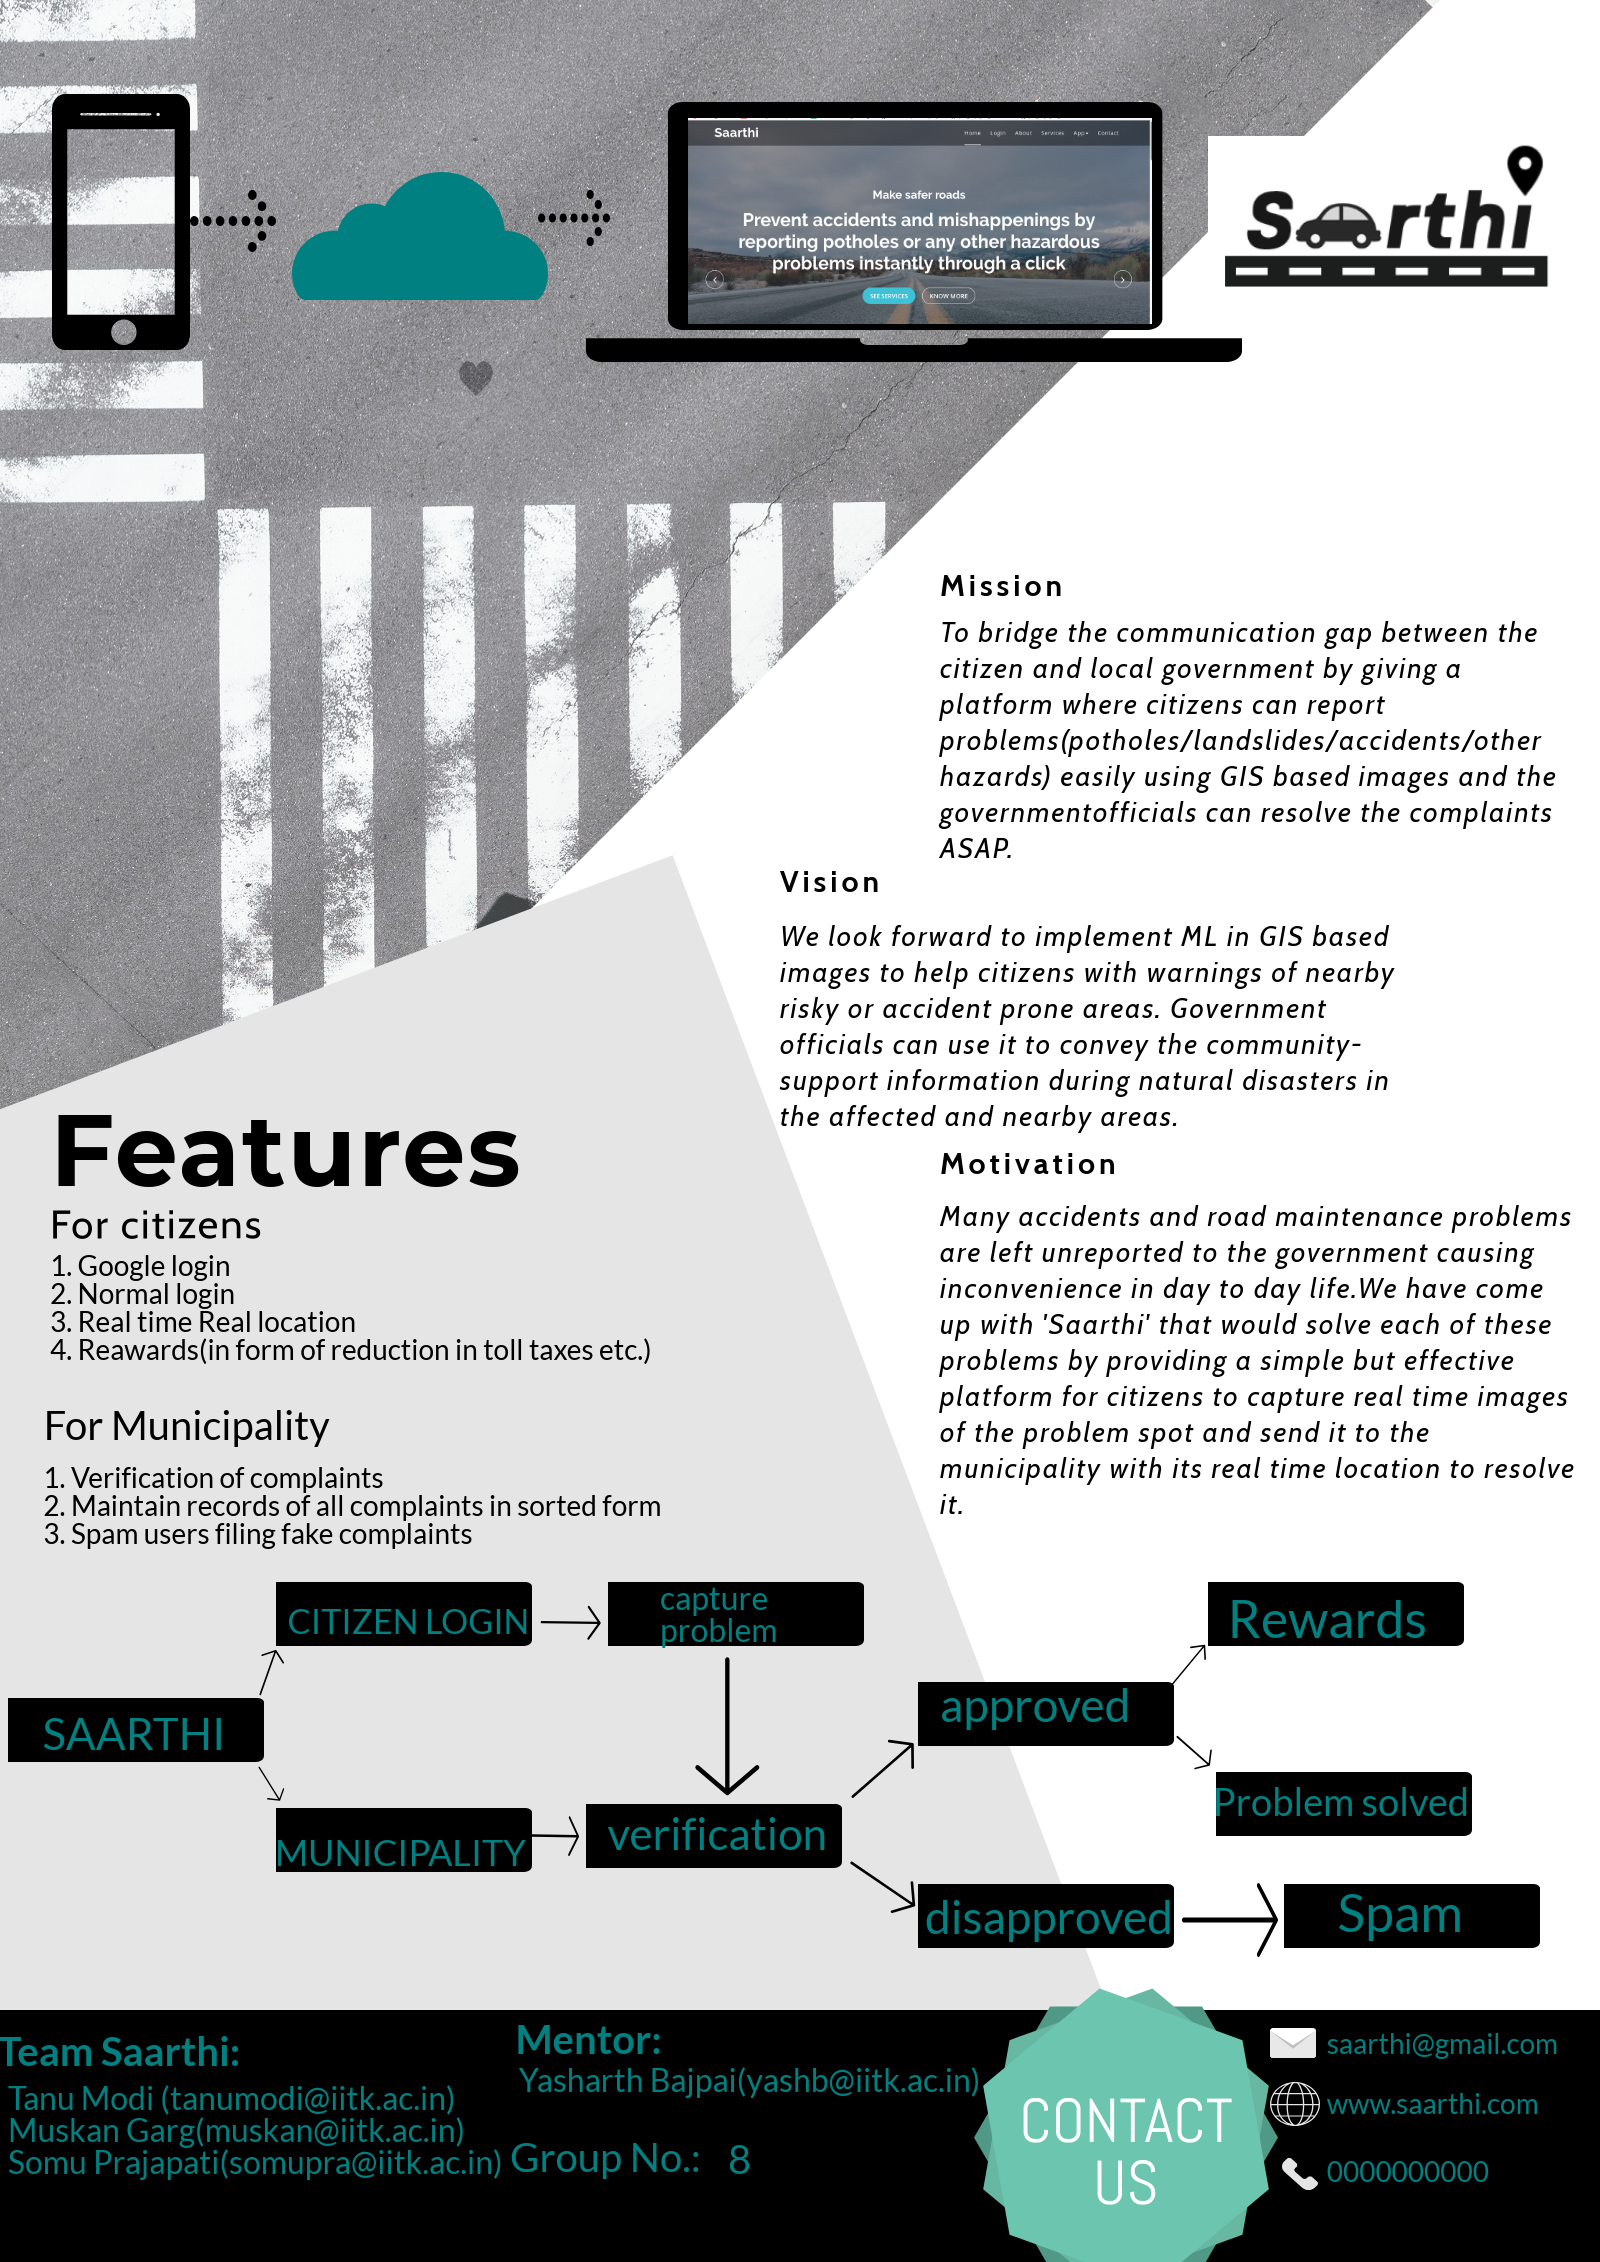 Saarthi
Home Login About Services App Contact
Make safer roads
Prevent accidents and mishappenings by
reporting potholes or any other hazardous
problems instantly through a click
SEE SERVICES KNOW MORE
Saarthi
Mission
To bridge the communication gap between the
citizen and local government by giving a
platform where citizens can report
problems(potholes/landslides/accidents/other
hazards) easily using GIS based images and the
governmentofficials can resolve the complaints
ASAP.
Vision
We look forward to implement ML in GIS based
images to help citizens with warnings of nearby
risky or accident prone areas. Government
officials can use it to convey the community-
support information during natural disasters in
the affected and nearby areas.
Motivation
Many accidents and road maintenance problems
are left unreported to the government causing
inconvenience in day to day life.We have come
up with 'Saarthi' that would solve each of these
problems by providing a simple but effective
platform for citizens to capture real time images
of the problem spot and send it to the
municipality with its real time location to resolve
it.
Features
For citizens
1. Google login
2. Normal login
3. Real time Real location
4. Reawards(in form of reduction in toll taxes etc.)
For Municipality
1. Verification of complaints
2. Maintain records of all complaints in sorted form
3. Spam users filing fake complaints
SAARTHI
CITIZEN LOGIN
capture
problem
MUNICIPALITY
verification
approved
Rewards
Problem solved
disapproved
Spam
Team Saarthi:
Tanu Modi (tanumodi@iitk.ac.in)
Muskan Garg(muskan@iitk.ac.in)
Somu Prajapati(somupra@iitk.ac.in)
Mentor:
Yasharth Bajpai(yashb@iitk.ac.in)
Group No.: 8
CONTACT
US
saarthi@gmail.com
www.saarthi.com
0000000000